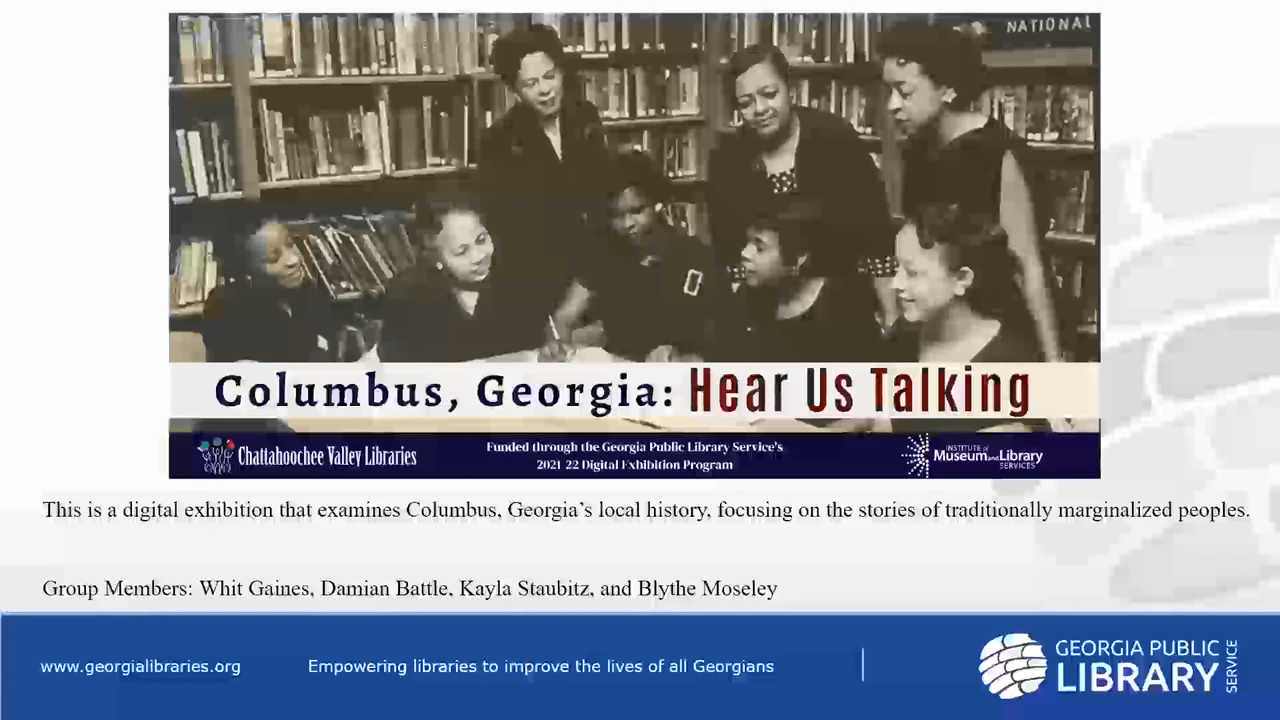 NATIONAL
Columbus, Georgia: Hear Us Talking
Chattahoochee Valley Libraries
Funded through the Georgia Public Library Service's
2021-22 Digital Exhibition Program
INSTITUTE of
Museum and Library
SERVICES
This is a digital exhibition that examines Columbus, Georgia's local history, focusing on the stories of traditionally marginalized peoples.
Group Members: Whit Gaines, Damian Battle, Kayla Staubitz, and Blythe Moseley
www.georgialibraries.org
Empowering libraries to improve the lives of all Georgians
GEORGIA PUBLIC
LIBRARY
SERVICE